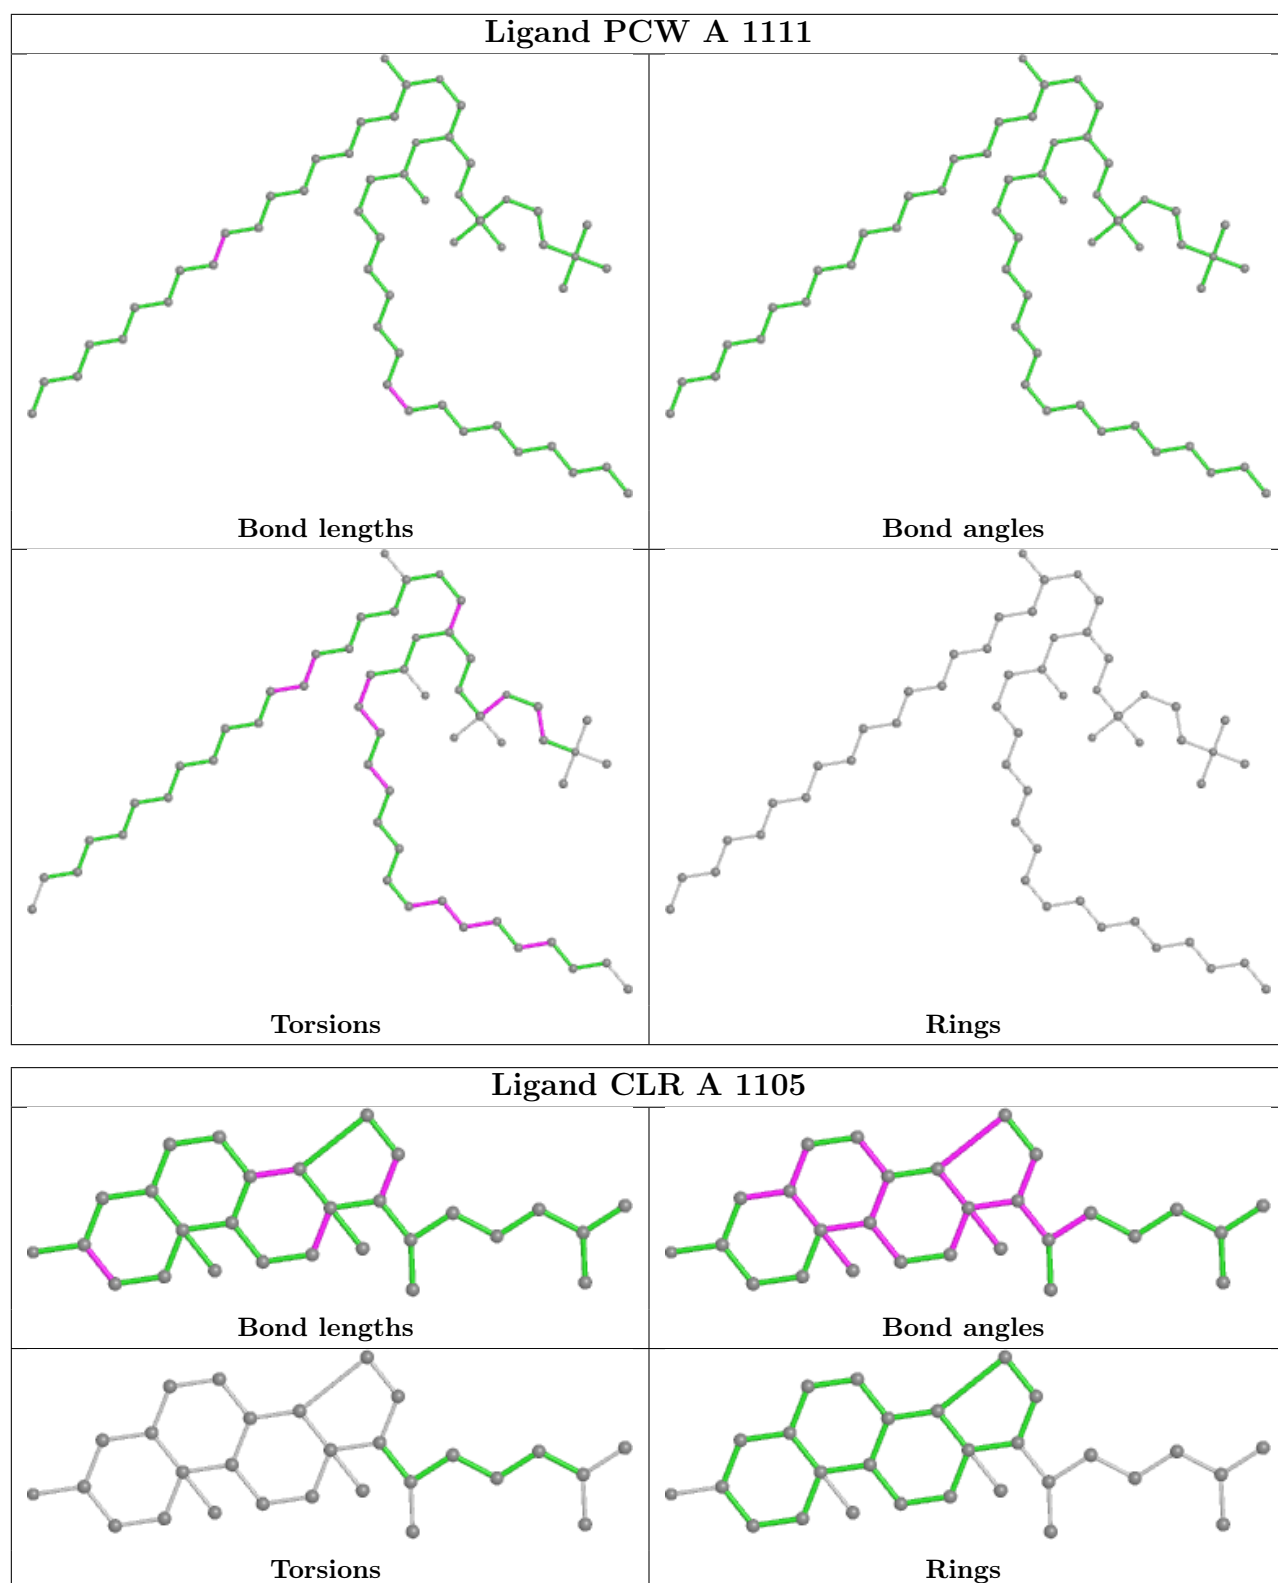 Ligand PCW A 1111
Bond lengths
Bond angles
Torsions
Rings
Ligand CLR A 1105
Bond lengths
Bond angles
Torsions
Rings